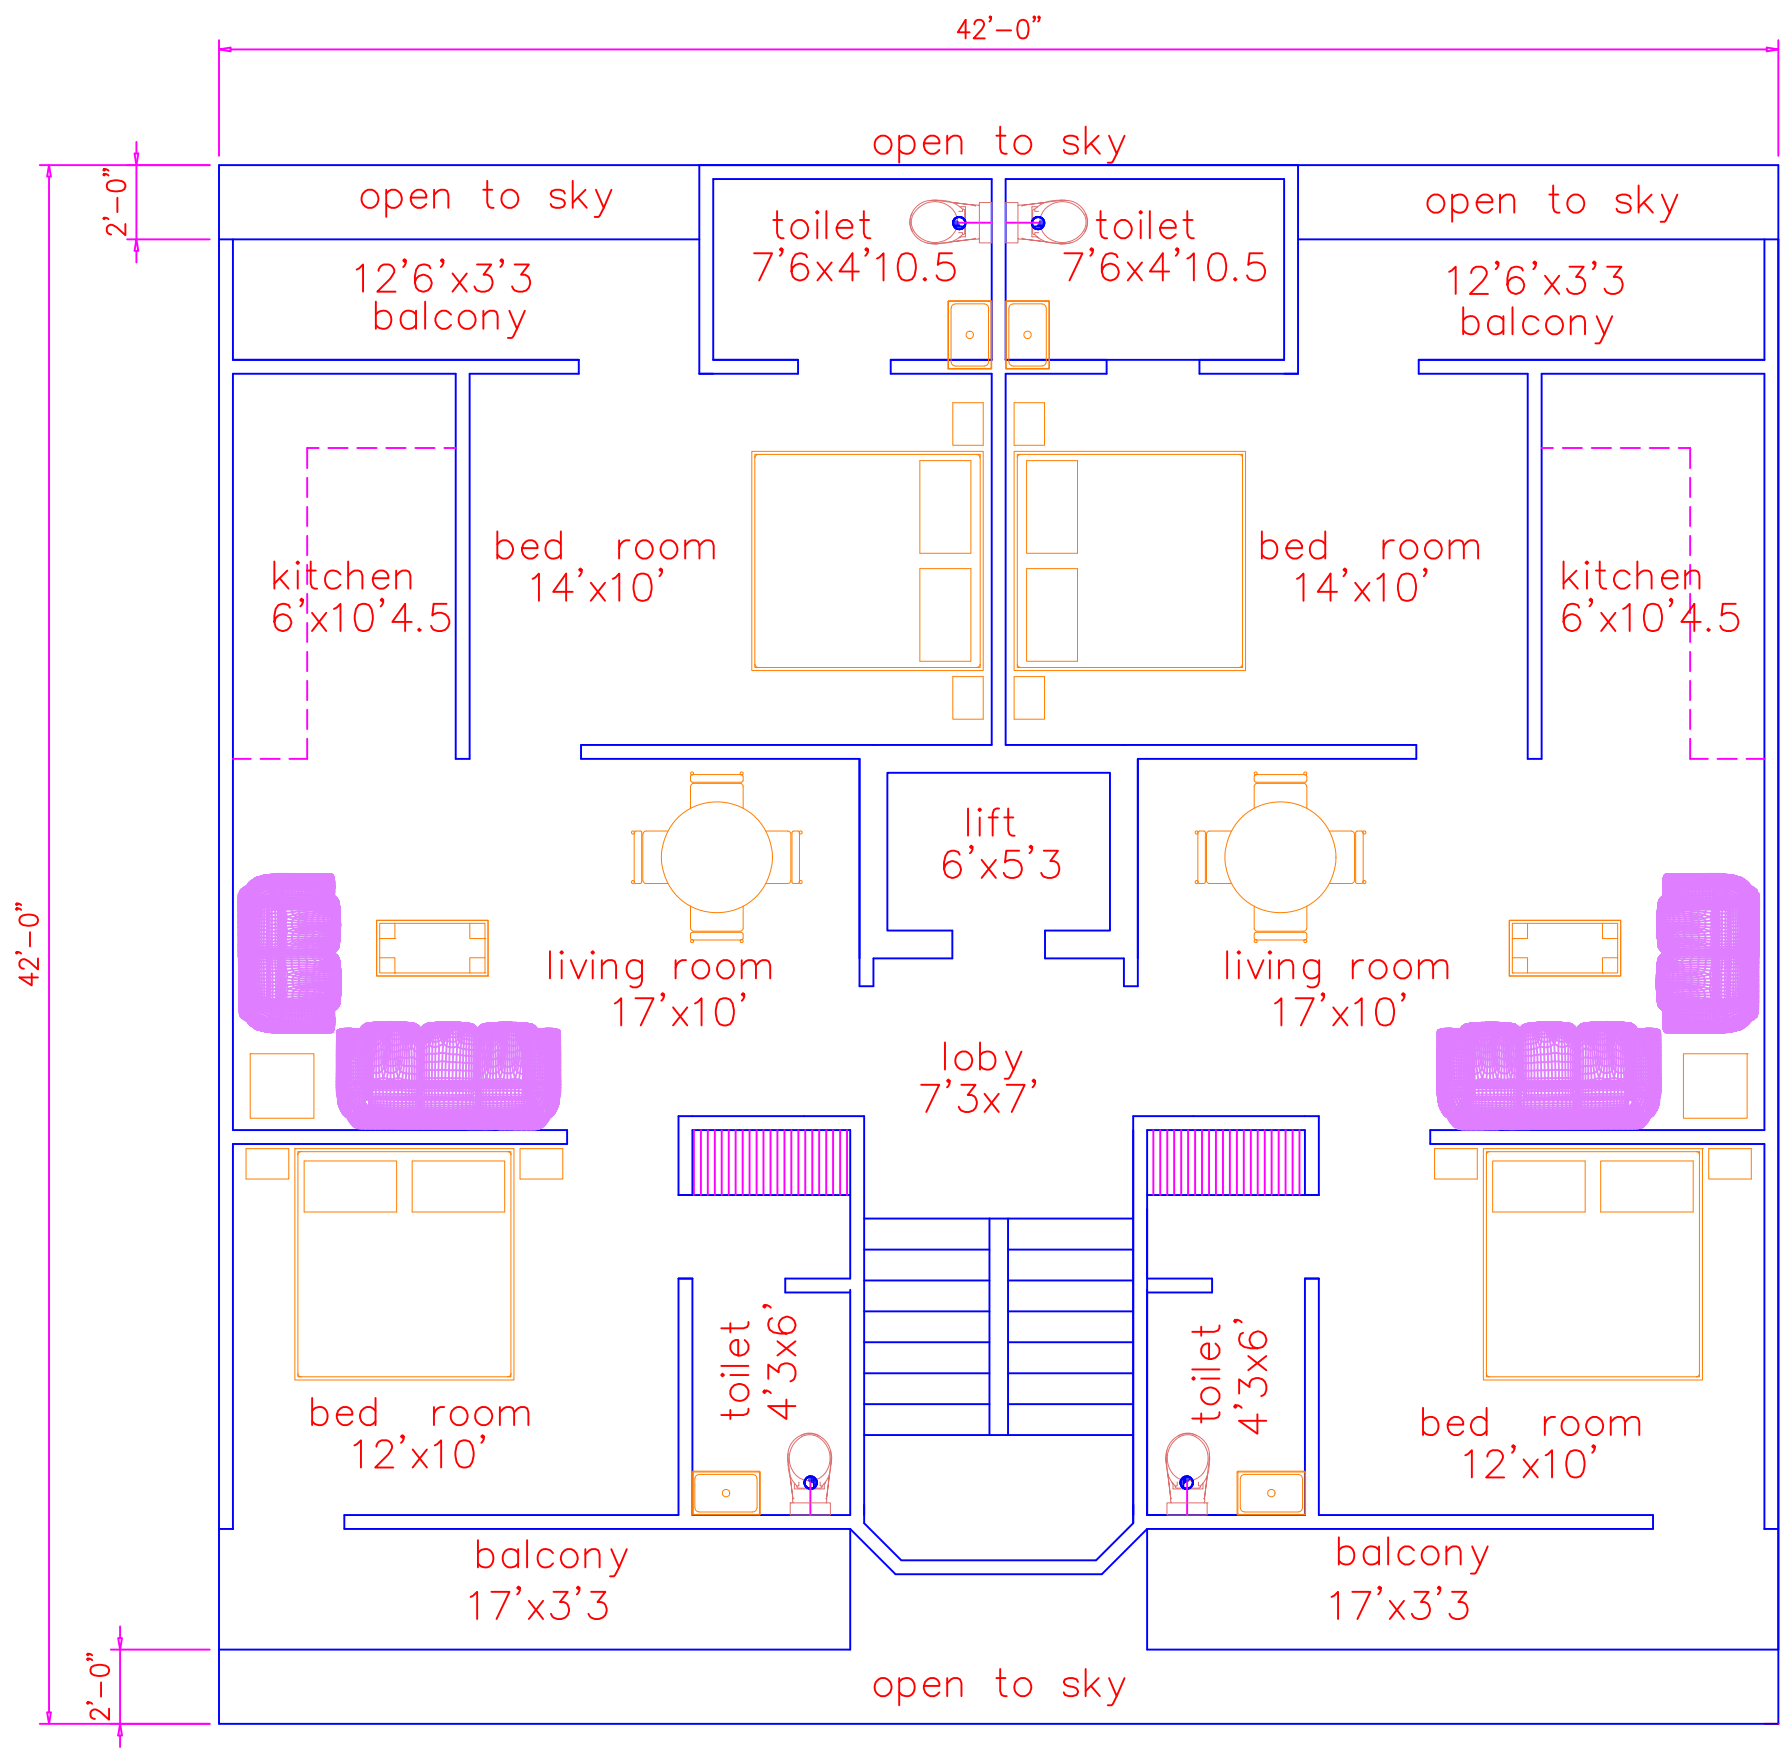 42'-0"
open to sky
2'-0"
open to sky
open to sky
toilet
7'6x4'10.5
toilet
7'6x4'10.5
12'6'x3'3
balcony
12'6'x3'3
balcony
bed room
14'x10'
bed room
14'x10'
kitchen
6'x10'4.5
kitchen
6'x10'4.5
lift
6'x5'3
42'-0"
living room
17'x10'
living room
17'x10'
loby
7'3x7'
toilet
4'3x6'
toilet
4'3x6'
bed room
12'x10'
bed room
12'x10'
balcony
17'x3'3
balcony
17'x3'3
2'-0"
open to sky